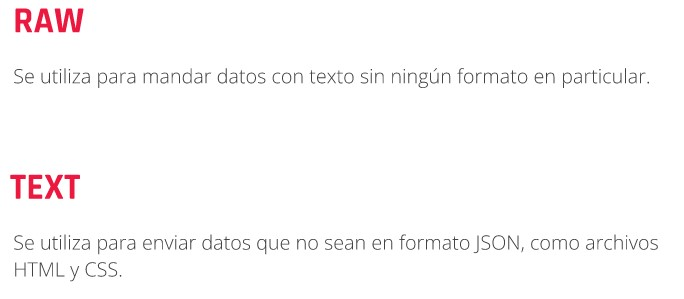 RAW
Se utiliza para mandar datos con texto sin ningún formato en particular.
TEXT
Se utiliza para enviar datos que no sean en formato JSON, como archivos
HTML y CSS.